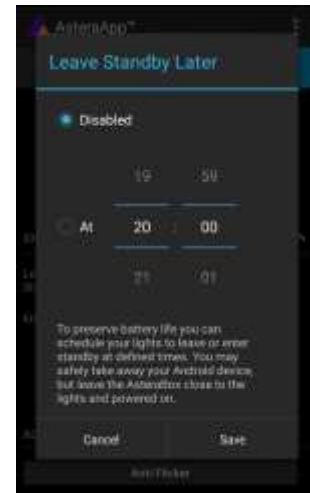 AsteraApp™
Leave Standby Later
Disabled
19 59
At 20 : 00
21 01
To preserve battery life you can
schedule your lights to leave or enter
standby at defined times. You may
safely take away your Android device,
but leave the AsteraBox close to the
lights and powered on.
Cancel Save
Anti Flicker